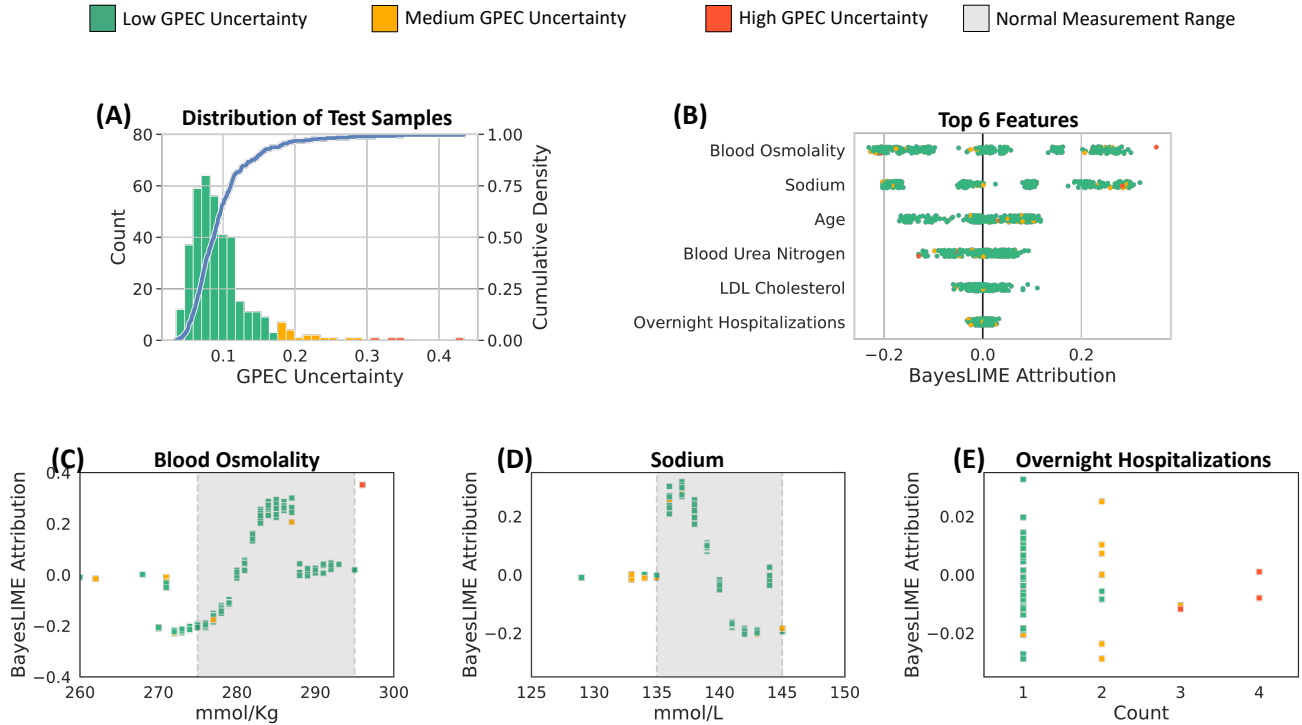 Low GPEC Uncertainty
Medium GPEC Uncertainty
High GPEC Uncertainty
Normal Measurement Range
(A)
Distribution of Test Samples
80
60
40
20
0
Count
1.00
0.75
0.50
0.25
0.00
Cumulative Density
0.1
0.2
0.3
0.4
GPEC Uncertainty
(B)
Top 6 Features
Blood Osmolality
Sodium
Age
Blood Urea Nitrogen
LDL Cholesterol
Overnight Hospitalizations
−0.2
0.0
0.2
BayesLIME Attribution
(C)
Blood Osmolality
BayesLIME Attribution
0.4
0.2
0.0
−0.2
−0.4
260
270
280
290
300
mmol/Kg
(D)
Sodium
BayesLIME Attribution
0.2
0.0
−0.2
125
130
135
140
145
150
mmol/L
(E)
Overnight Hospitalizations
BayesLIME Attribution
0.02
0.00
−0.02
1
2
3
4
Count